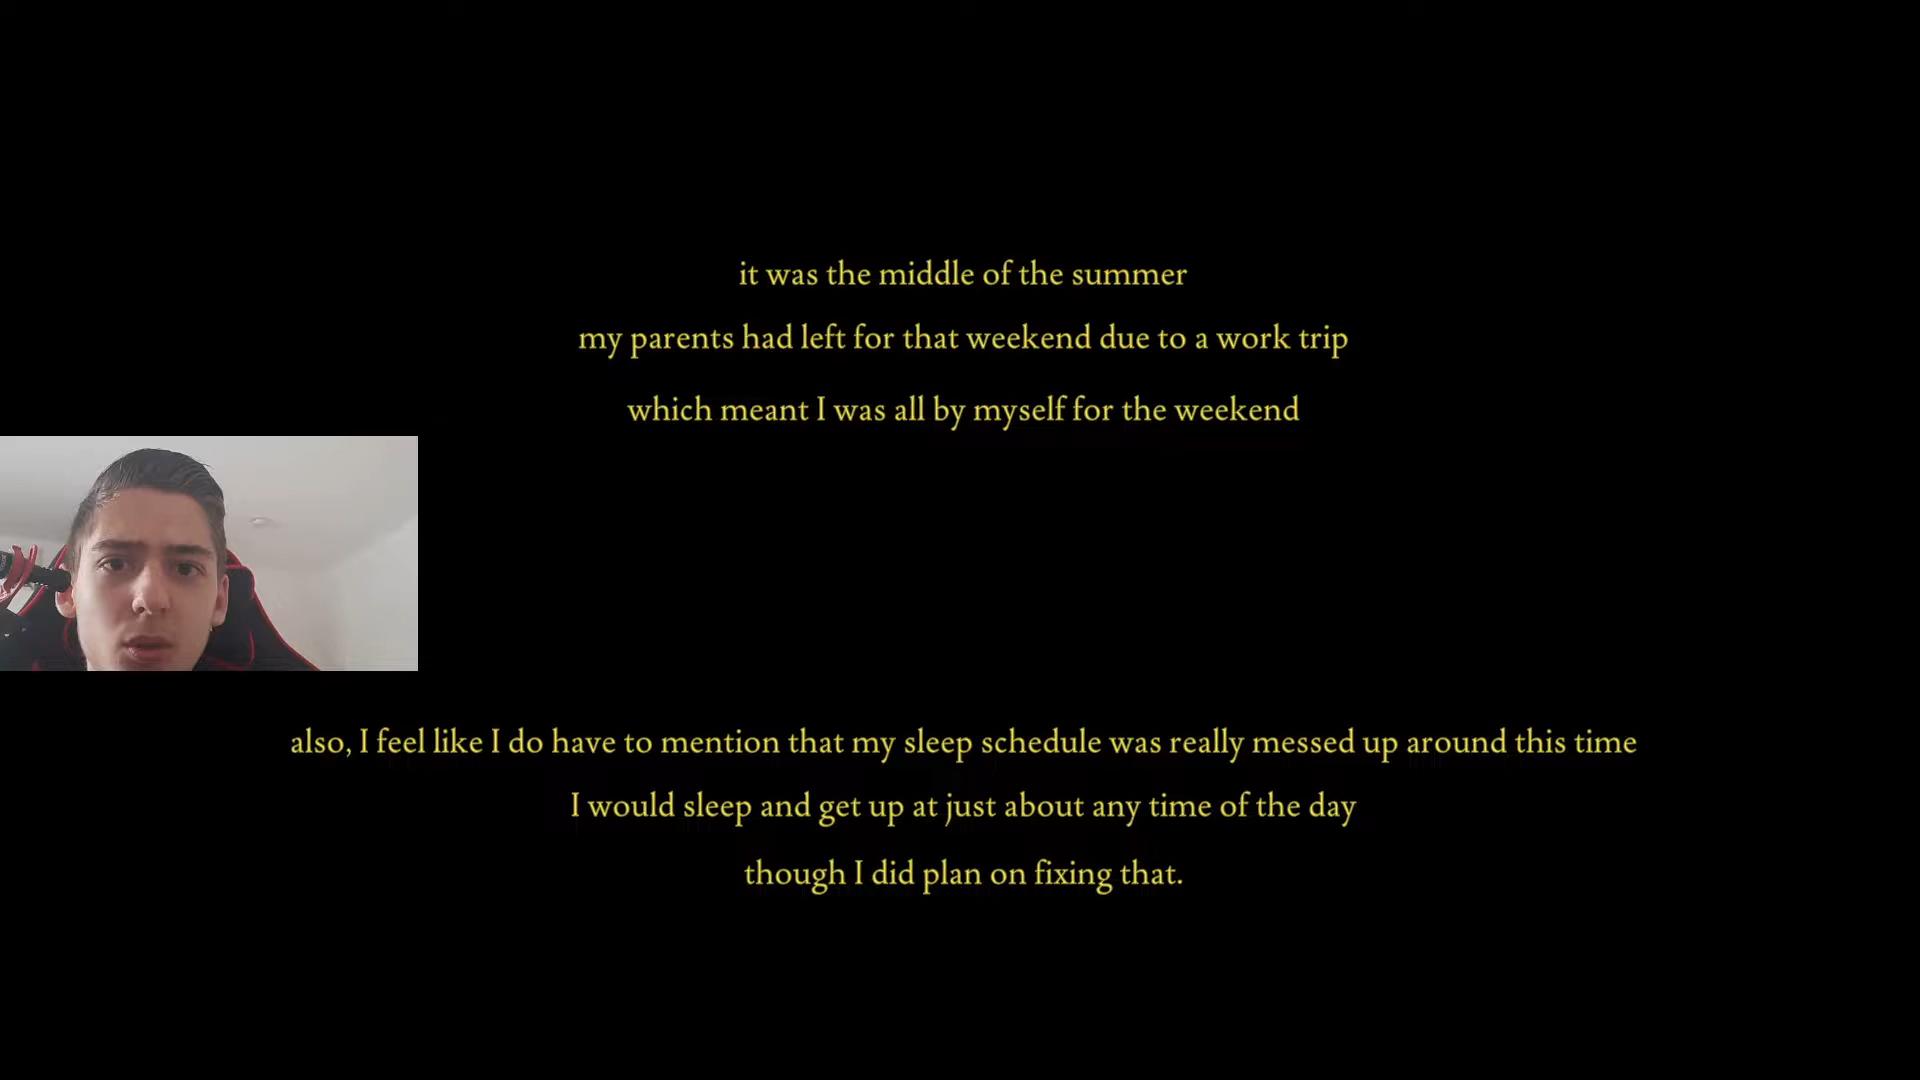 it was the middle of the summer
my parents had left for that weekend due to a work trip
which meant I was all by myself for the weekend
also, I feel like I do have to mention that my sleep schedule was really messed up around this time
I would sleep and get up at just about any time of the day
though I did plan on fixing that.